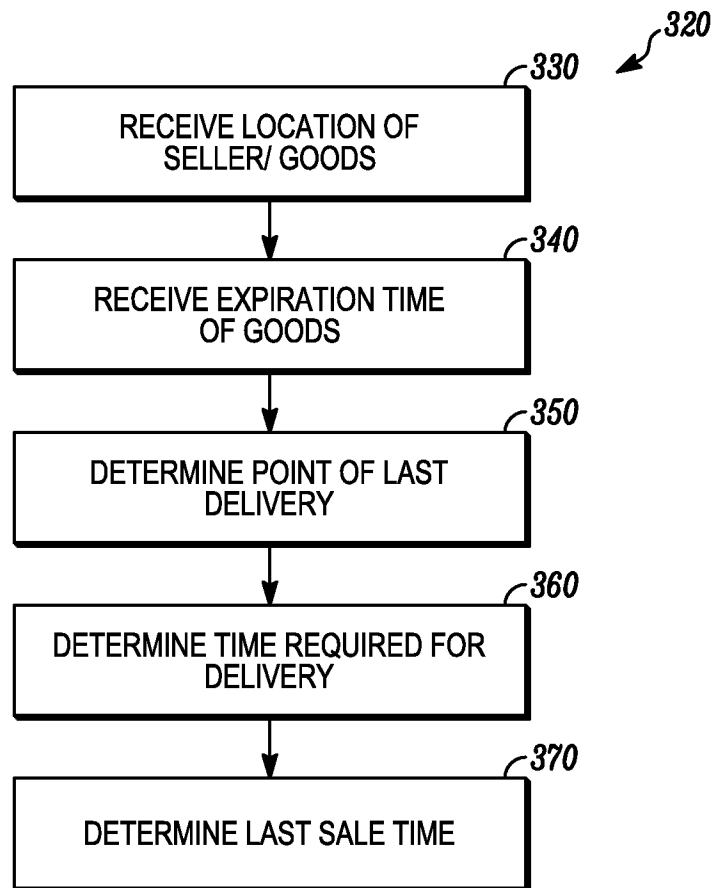 320
330
RECEIVE LOCATION OF
SELLER/ GOODS
340
RECEIVE EXPIRATION TIME
OF GOODS
350
DETERMINE POINT OF LAST
DELIVERY
360
DETERMINE TIME REQUIRED FOR
DELIVERY
370
DETERMINE LAST SALE TIME